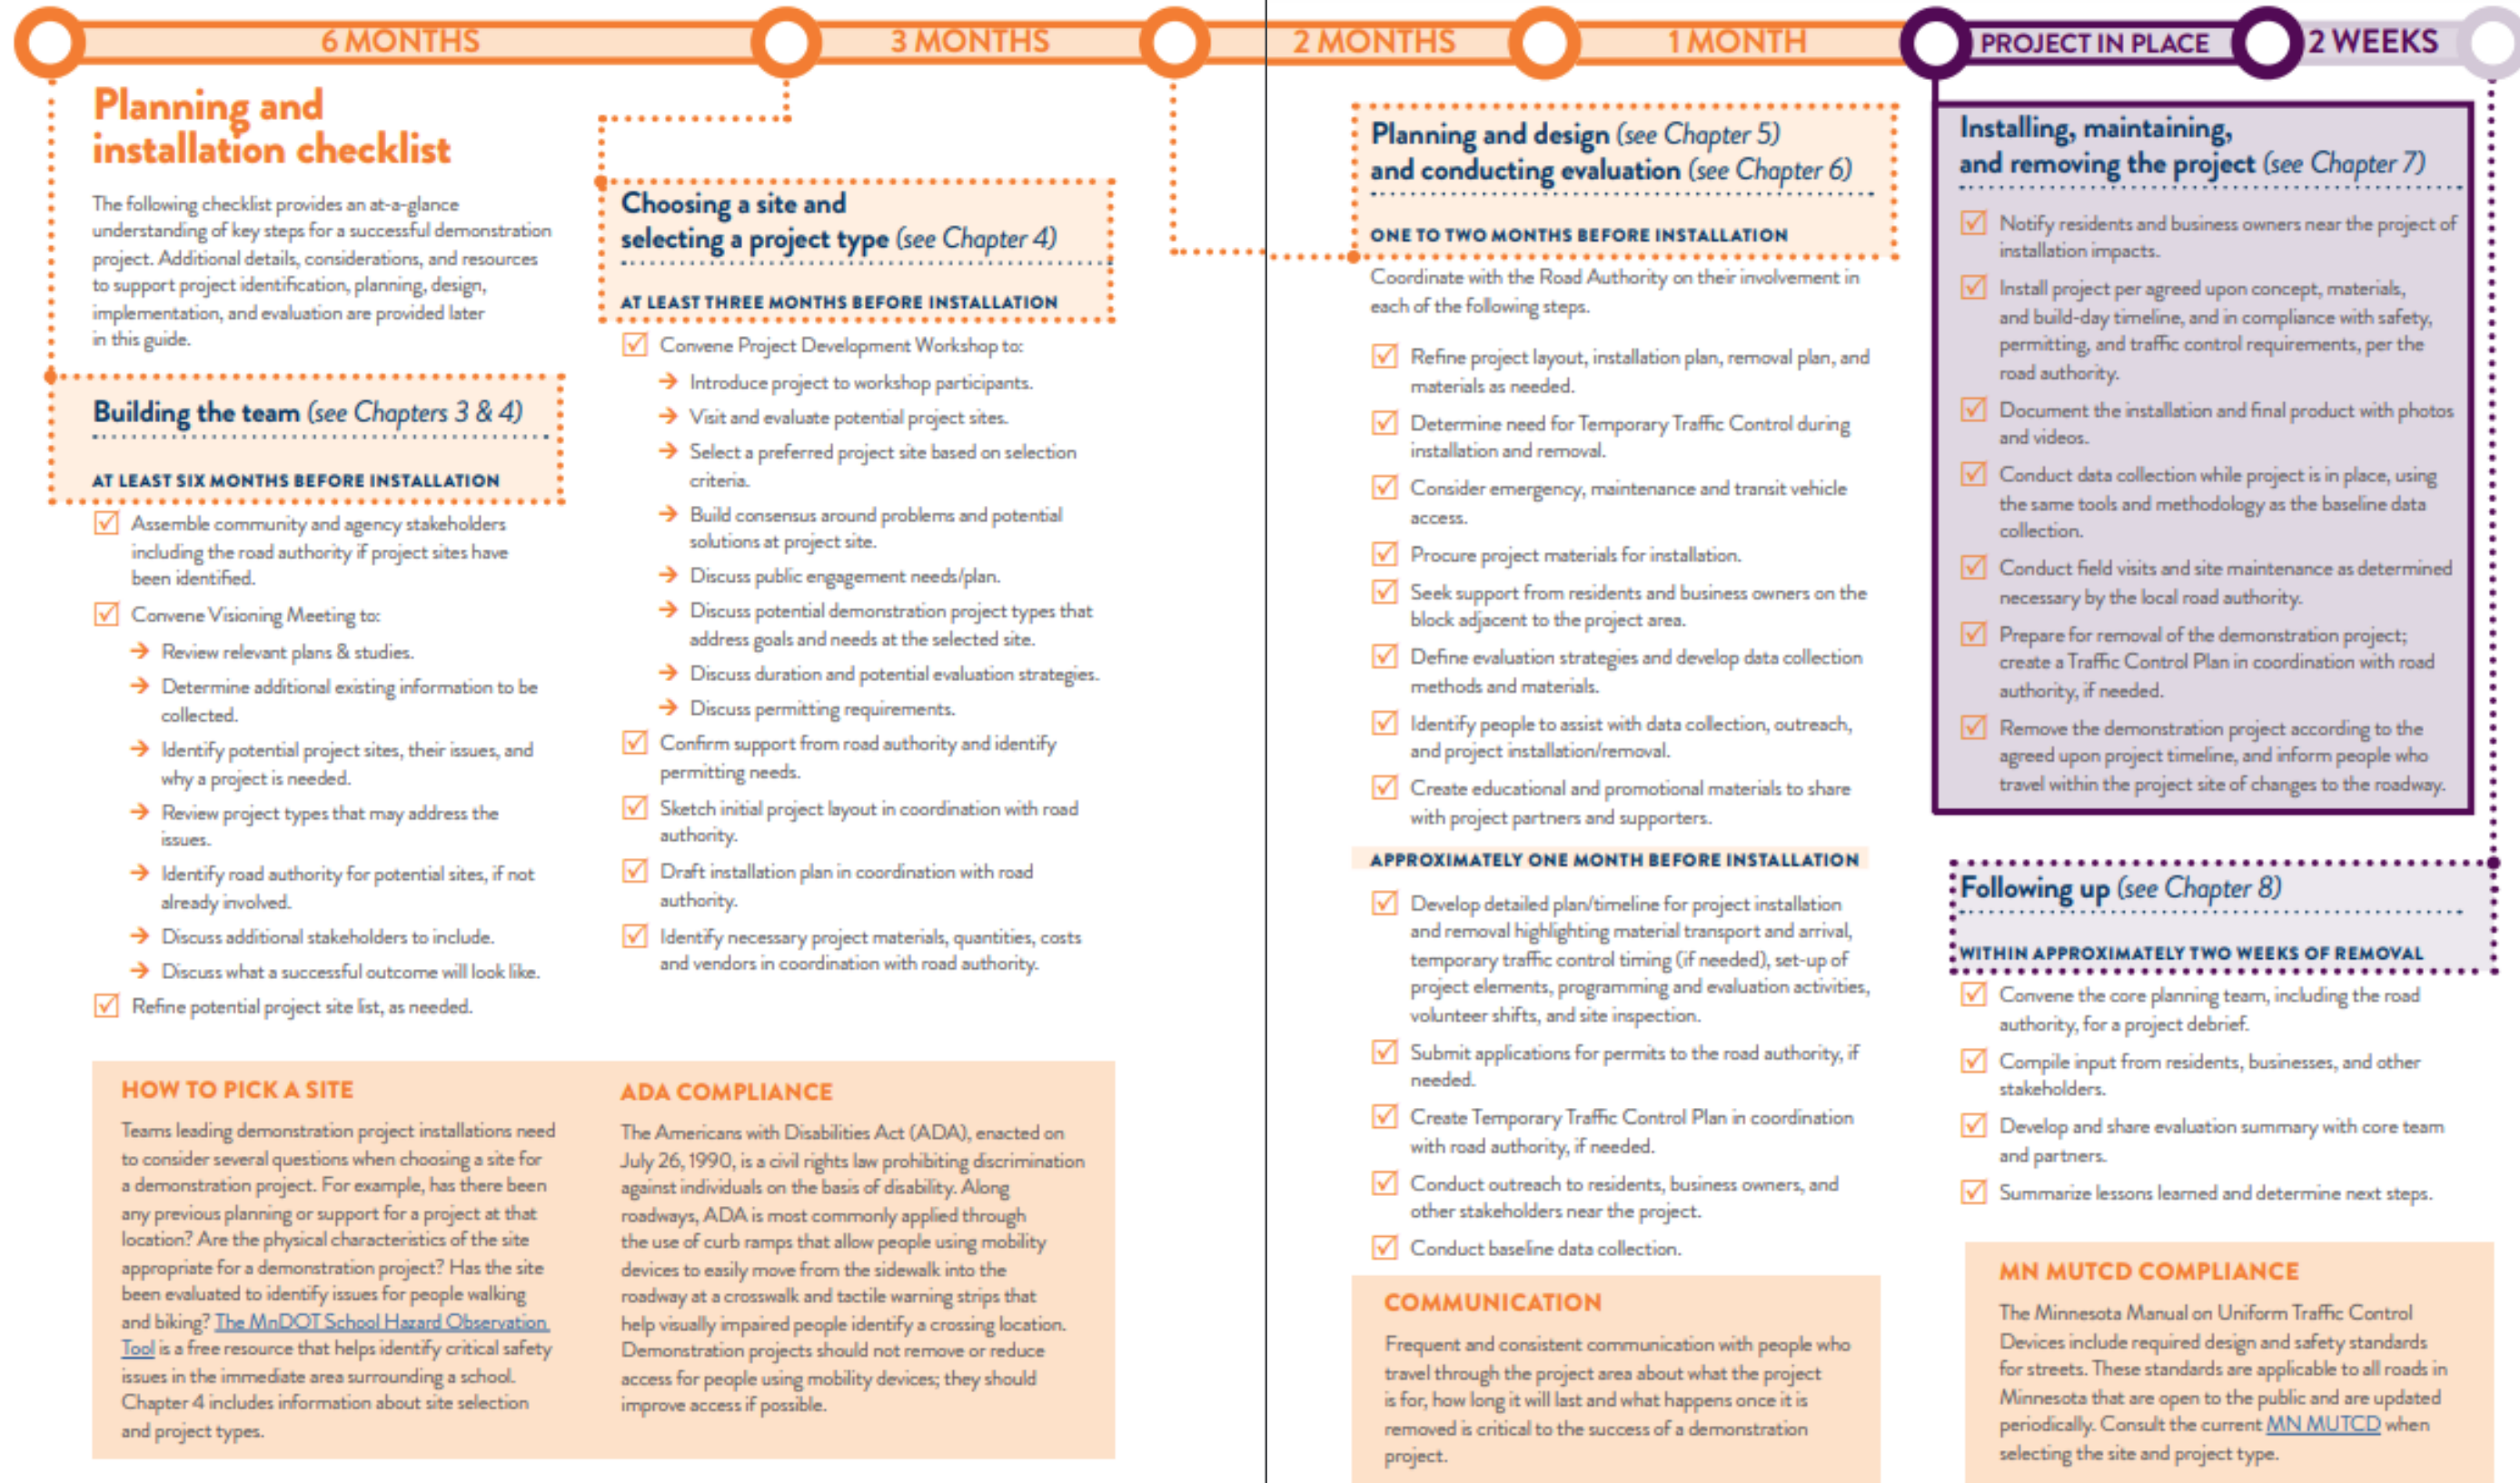 6 MONTHS
3 MONTHS
2 MONTHS
1 MONTH
PROJECT IN PLACE
2 WEEKS
Planning and
installation checklist
The following checklist provides an at-a-glance
understanding of key steps for a successful demonstration
project. Additional details, considerations, and resources
to support project identification, planning, design,
implementation, and evaluation are provided later
in this guide.
Building the team (see Chapters 3 & 4)
AT LEAST SIX MONTHS BEFORE INSTALLATION
Assemble community and agency stakeholders
including the road authority if project sites have
been identified.
Convene Visioning Meeting to:
→ Review relevant plans & studies.
→ Determine additional existing information to be
collected.
→ Identify potential project sites, their issues, and
why a project is needed.
→ Review project types that may address the
issues.
→ Identify road authority for potential sites, if not
already involved.
→ Discuss additional stakeholders to include.
→ Discuss what a successful outcome will look like.
Refine potential project site list, as needed.
Choosing a site and
selecting a project type (see Chapter 4)
AT LEAST THREE MONTHS BEFORE INSTALLATION
Convene Project Development Workshop to:
→ Introduce project to workshop participants.
→ Visit and evaluate potential project sites.
→ Select a preferred project site based on selection
criteria.
→ Build consensus around problems and potential
solutions at project site.
→ Discuss public engagement needs/plan.
→ Discuss potential demonstration project types that
address goals and needs at the selected site.
→ Discuss duration and potential evaluation strategies.
→ Discuss permitting requirements.
Confirm support from road authority and identify
permitting needs.
Sketch initial project layout in coordination with road
authority.
Draft installation plan in coordination with road
authority.
Identify necessary project materials, quantities, costs
and vendors in coordination with road authority.
HOW TO PICK A SITE
Teams leading demonstration project installations need
to consider several questions when choosing a site for
a demonstration project. For example, has there been
any previous planning or support for a project at that
location? Are the physical characteristics of the site
appropriate for a demonstration project? Has the site
been evaluated to identify issues for people walking
and biking? The MnDOT School Hazard Observation
Tool is a free resource that helps identify critical safety
issues in the immediate area surrounding a school.
Chapter 4 includes information about site selection
and project types.
ADA COMPLIANCE
The Americans with Disabilities Act (ADA), enacted on
July 26, 1990, is a civil rights law prohibiting discrimination
against individuals on the basis of disability. Along
roadways, ADA is most commonly applied through
the use of curb ramps that allow people using mobility
devices to easily move from the sidewalk into the
roadway at a crosswalk and tactile warning strips that
help visually impaired people identify a crossing location.
Demonstration projects should not remove or reduce
access for people using mobility devices; they should
improve access if possible.
Planning and design (see Chapter 5)
and conducting evaluation (see Chapter 6)
ONE TO TWO MONTHS BEFORE INSTALLATION
Coordinate with the Road Authority on their involvement in
each of the following steps.
Refine project layout, installation plan, removal plan, and
materials as needed.
Determine need for Temporary Traffic Control during
installation and removal.
Consider emergency, maintenance and transit vehicle
access.
Procure project materials for installation.
Seek support from residents and business owners on the
block adjacent to the project area.
Define evaluation strategies and develop data collection
methods and materials.
Identify people to assist with data collection, outreach,
and project installation/removal.
Create educational and promotional materials to share
with project partners and supporters.
APPROXIMATELY ONE MONTH BEFORE INSTALLATION
Develop detailed plan/timeline for project installation
and removal highlighting material transport and arrival,
temporary traffic control timing (if needed), set-up of
project elements, programming and evaluation activities,
volunteer shifts, and site inspection.
Submit applications for permits to the road authority, if
needed.
Create Temporary Traffic Control Plan in coordination
with road authority, if needed.
Conduct outreach to residents, business owners, and
other stakeholders near the project.
Conduct baseline data collection.
COMMUNICATION
Frequent and consistent communication with people who
travel through the project area about what the project
is for, how long it will last and what happens once it is
removed is critical to the success of a demonstration
project.
Installing, maintaining,
and removing the project (see Chapter 7)
Notify residents and business owners near the project of
installation impacts.
Install project per agreed upon concept, materials,
and build-day timeline, and in compliance with safety,
permitting, and traffic control requirements, per the
road authority.
Document the installation and final product with photos
and videos.
Conduct data collection while project is in place, using
the same tools and methodology as the baseline data
collection.
Conduct field visits and site maintenance as determined
necessary by the local road authority.
Prepare for removal of the demonstration project;
create a Traffic Control Plan in coordination with road
authority, if needed.
Remove the demonstration project according to the
agreed upon project timeline, and inform people who
travel within the project site of changes to the roadway.
Following up (see Chapter 8)
WITHIN APPROXIMATELY TWO WEEKS OF REMOVAL
Convene the core planning team, including the road
authority, for a project debrief.
Compile input from residents, businesses, and other
stakeholders.
Develop and share evaluation summary with core team
and partners.
Summarize lessons learned and determine next steps.
MN MUTCD COMPLIANCE
The Minnesota Manual on Uniform Traffic Control
Devices include required design and safety standards
for streets. These standards are applicable to all roads in
Minnesota that are open to the public and are updated
periodically. Consult the current MN MUTCD when
selecting the site and project type.